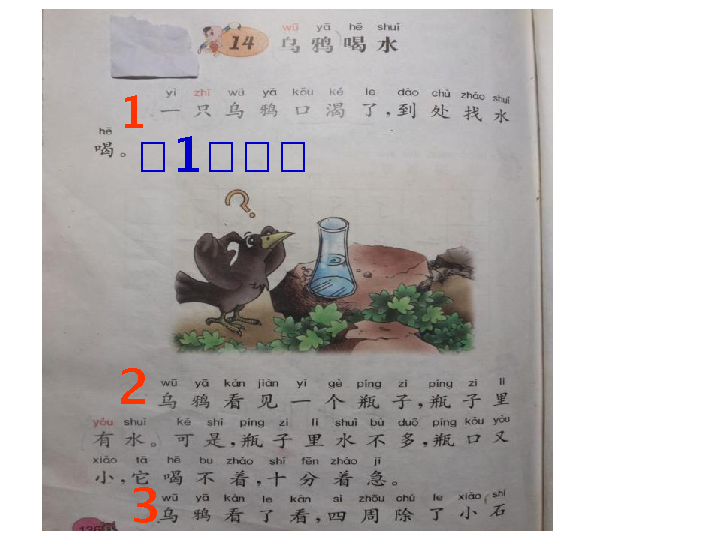 wū yā hē shuǐ
14 乌鸦喝水
yì zhī wū yā kǒu kě le dào chù zhǎo shuǐ
1 一只乌鸦口渴了，到处找水
hē
喝。
□1□□□
wū yā kàn jiàn yí gè píng zi píng zi lǐ
2 乌鸦看见一个瓶子，瓶子里
yǒu shuǐ kě shì píng zi lǐ shuǐ bù duō píng kǒu yòu
有水。可是，瓶子里水不多，瓶口又
xiǎo tā hē bu zháo shí fēn zháo jí
小，它喝不着，十分着急。
wū yā kàn le kàn sì zhōu chú le xiǎo shí
3 乌鸦看了看，四周除了小石